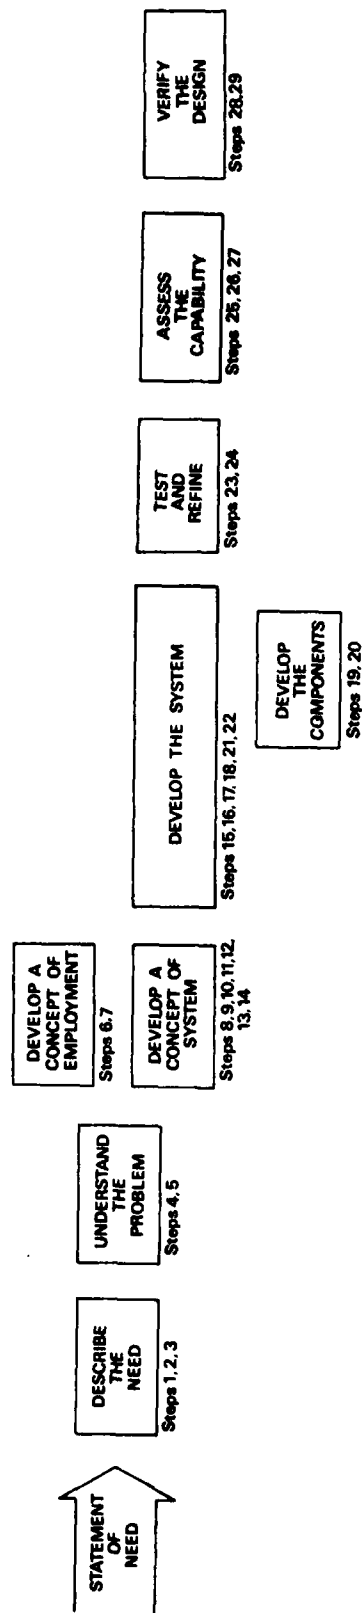 STATEMENT
OF
NEED
DESCRIBE
THE
NEED
Steps 1, 2, 3
UNDERSTAND
THE
PROBLEM
Steps 4, 5
DEVELOP A
CONCEPT OF
EMPLOYMENT
Steps 6, 7
DEVELOP A
CONCEPT OF
SYSTEM
Steps 8, 9, 10, 11, 12,
13, 14
DEVELOP THE SYSTEM
Steps 15, 16, 17, 18, 21, 22
DEVELOP
THE
COMPONENTS
Steps 19, 20
TEST
AND
REFINE
Steps 23, 24
ASSESS
THE
CAPABILITY
Steps 25, 26, 27
VERIFY
THE
DESIGN
Steps 28, 29